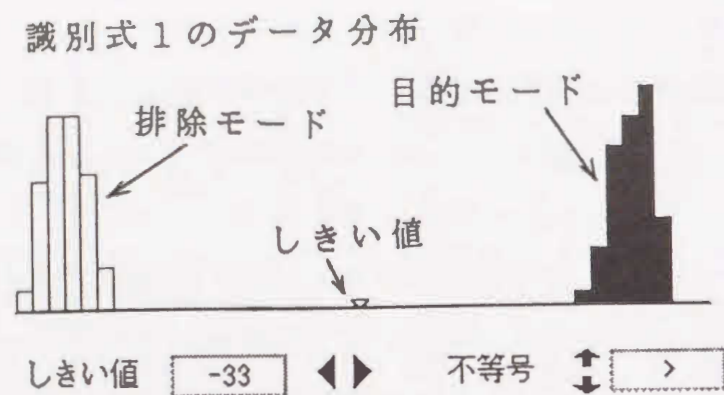 識別式1のデータ分布
目的モード
排除モード
しきい値
しきい値 -33 不等号 >